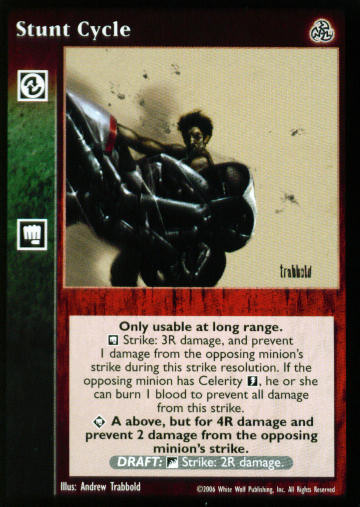 Stunt Cycle
trabbold
Only usable at long range.
Strike: 3R damage, and prevent
1 damage from the opposing minion's
strike during this strike resolution. If the
opposing minion has Celerity , he or she
can burn 1 blood to prevent all damage
from this strike.
A above, but for 4R damage and
prevent 2 damage from the opposing
minion's strike.
DRAFT: Strike: 2R damage.
Illus: Andrew Trabbold
©2006 White Wolf Publishing, Inc. All Rights Reserved